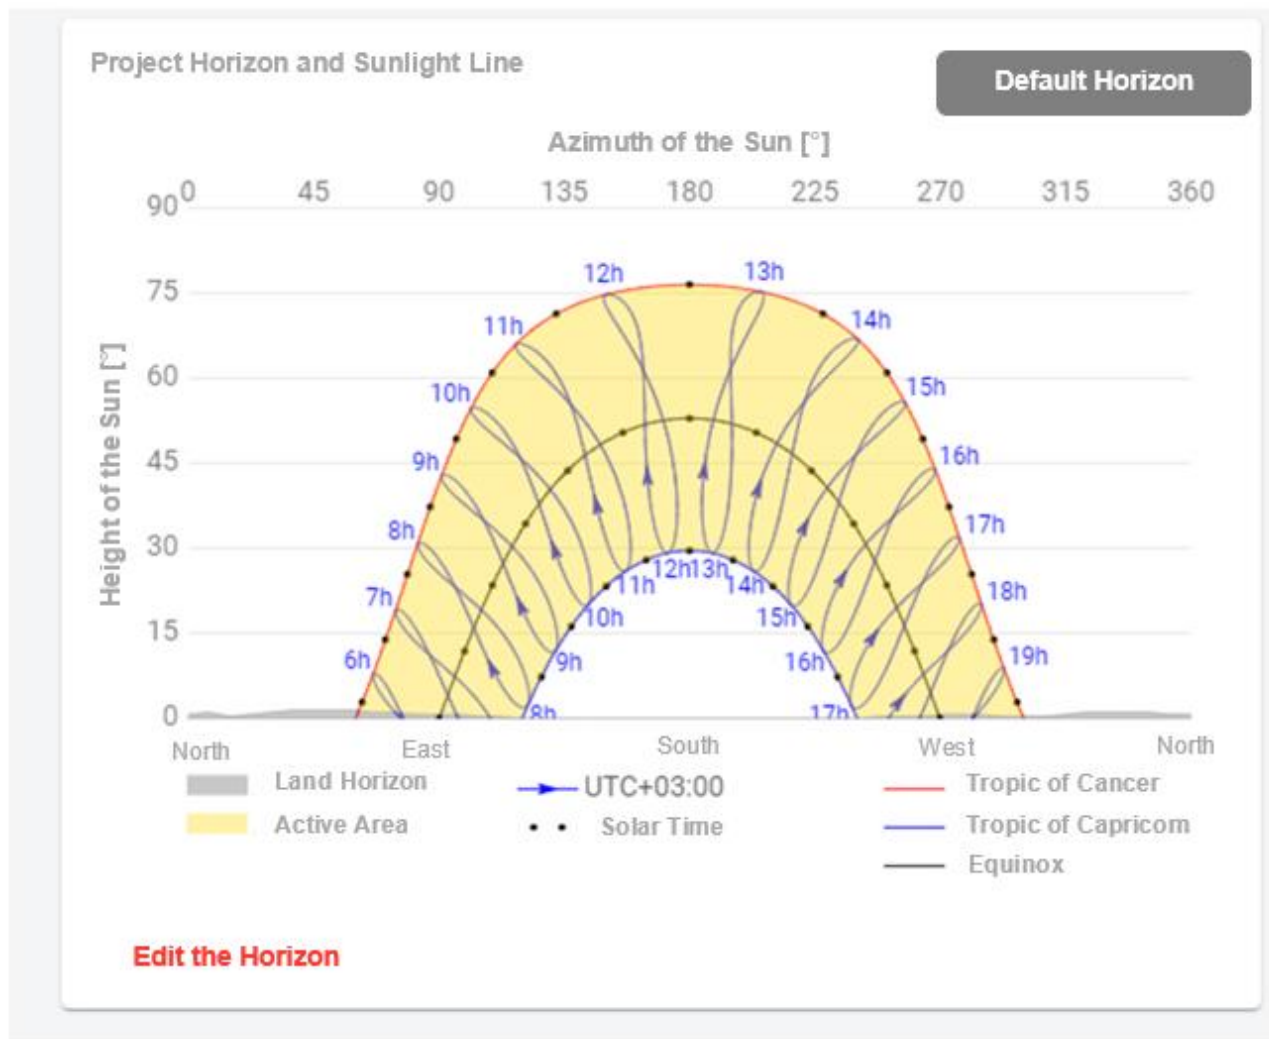 Project Horizon and Sunlight Line
Default Horizon
Azimuth of the Sun [°]
0 45 90 135 180 225 270 315 360
90
75
60
45
30
15
0
Height of the Sun [°]
12h 13h
11h 14h
10h 15h
9h 16h
8h 17h
7h 18h
6h 19h
12h 13h
11h 14h
10h 15h
9h 16h
8h 17h
North East South West North
Land Horizon UTC+03:00 Tropic of Cancer
Active Area Solar Time Tropic of Capricorn
Equinox
Edit the Horizon